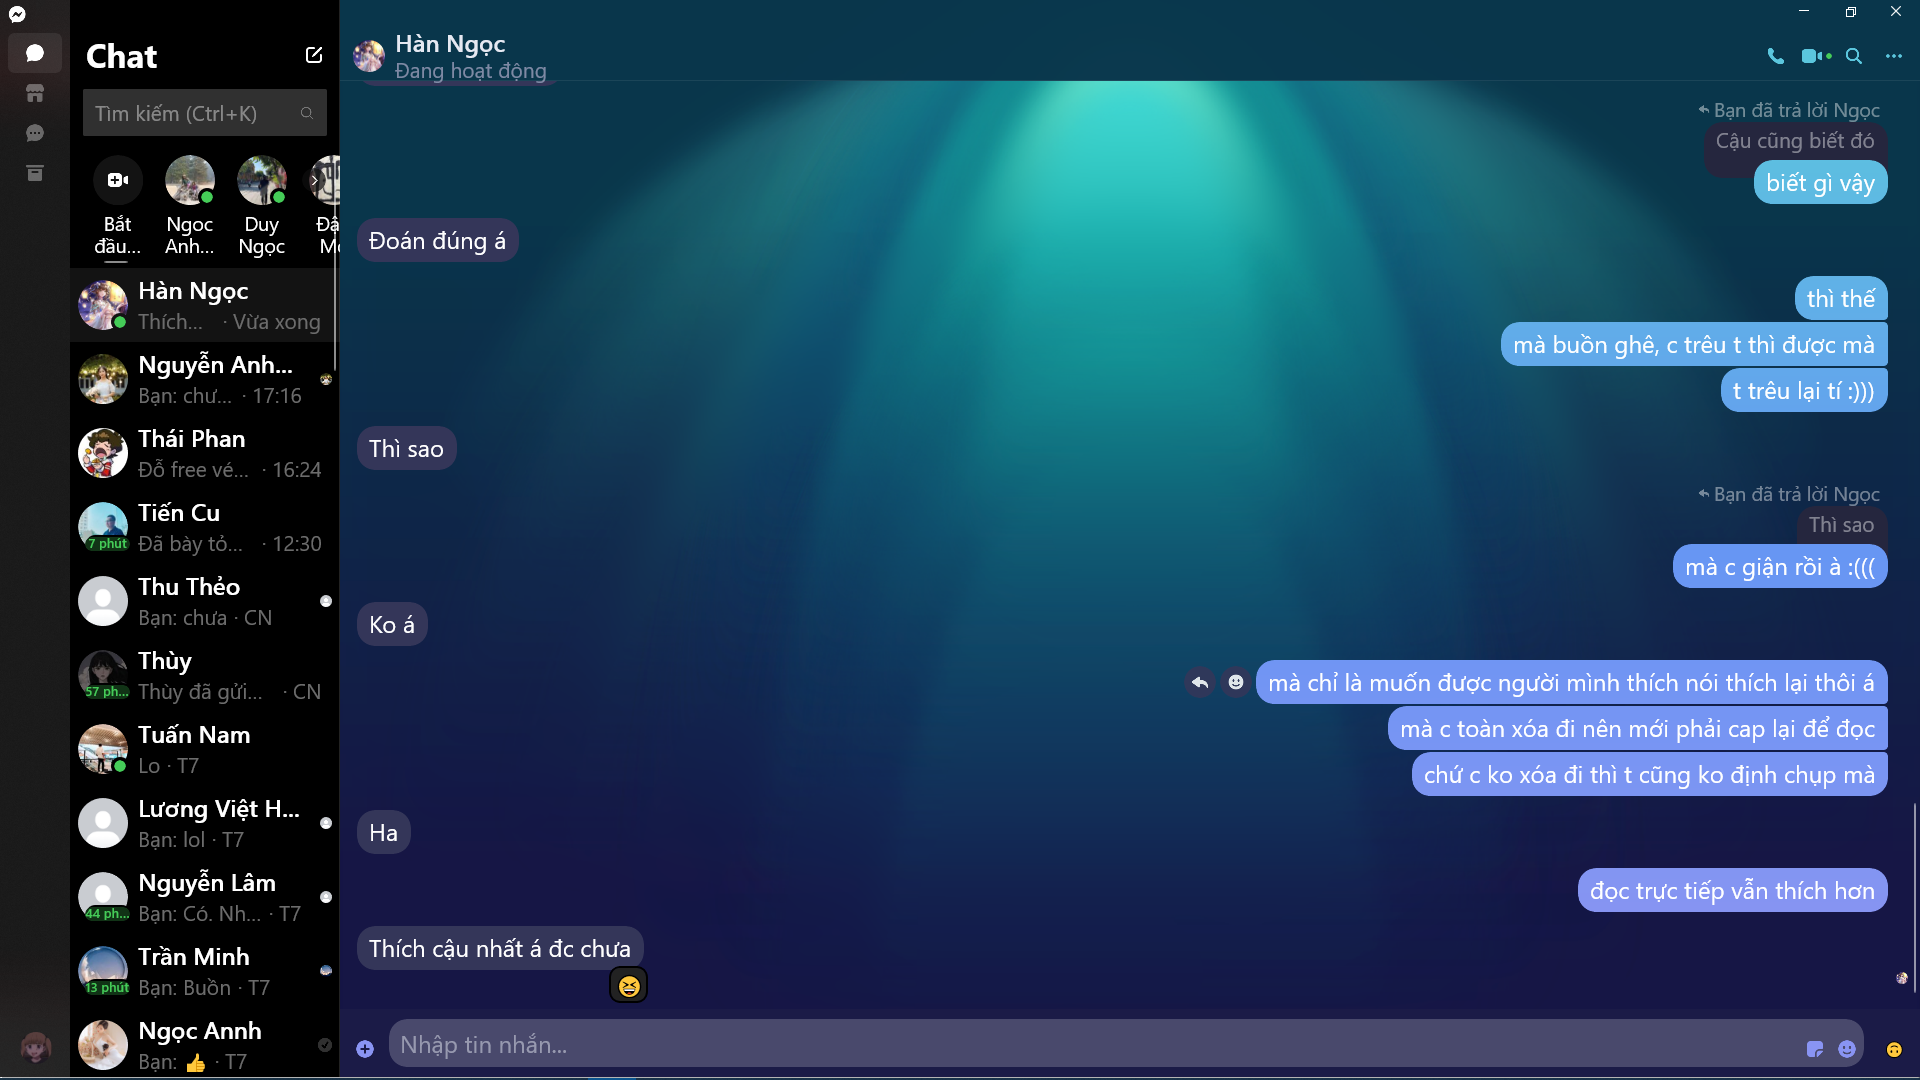 Chat
Tìm kiếm (Ctrl+K)
Bắt
đầu...
Ngoc
Anh...
Duy
Ngọc
Hàn Ngọc
Thích... · Vừa xong
Nguyễn Anh...
Bạn: chư... · 17:16
Thái Phan
Đỗ free vé... · 16:24
Tiến Cu
7 phút
Đã bày tỏ... · 12:30
Thu Thẻo
Bạn: chưa · CN
Thùy
57 ph...
Thùy đã gửi... · CN
Tuấn Nam
Lo · T7
Lương Việt H...
Bạn: lol · T7
Nguyễn Lâm
44 ph...
Bạn: Có. Nh... · T7
Trần Minh
13 phút
Bạn: Buồn · T7
Ngọc Annh
Bạn: 👍 · T7
Hàn Ngọc
Đang hoạt động
Bạn đã trả lời Ngọc
Cậu cũng biết đó
biết gì vậy
Đoán đúng á
thì thế
mà buồn ghê, c trêu t thì được mà
t trêu lại tí :)))
Thì sao
Bạn đã trả lời Ngọc
Thì sao
mà c giận rồi à :(((
Ko á
mà chỉ là muốn được người mình thích nói thích lại thôi á
mà c toàn xóa đi nên mới phải cap lại để đọc
chứ c ko xóa đi thì t cũng ko định chụp mà
Ha
đọc trực tiếp vẫn thích hơn
Thích cậu nhất á đc chưa
Nhập tin nhắn...